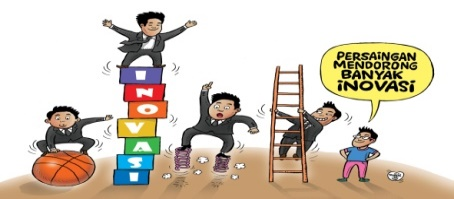 INOVASI
PERSAINGAN
MENDORONG
BANYAK
iNOVASi